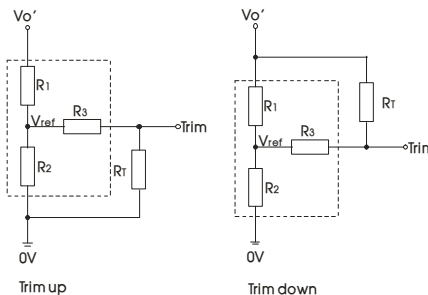 Vo'
R1
Vref
R3
Trim
R2
RT
0V
Trim up
Vo'
R1
RT
Vref
R3
Trim
R2
0V
Trim down